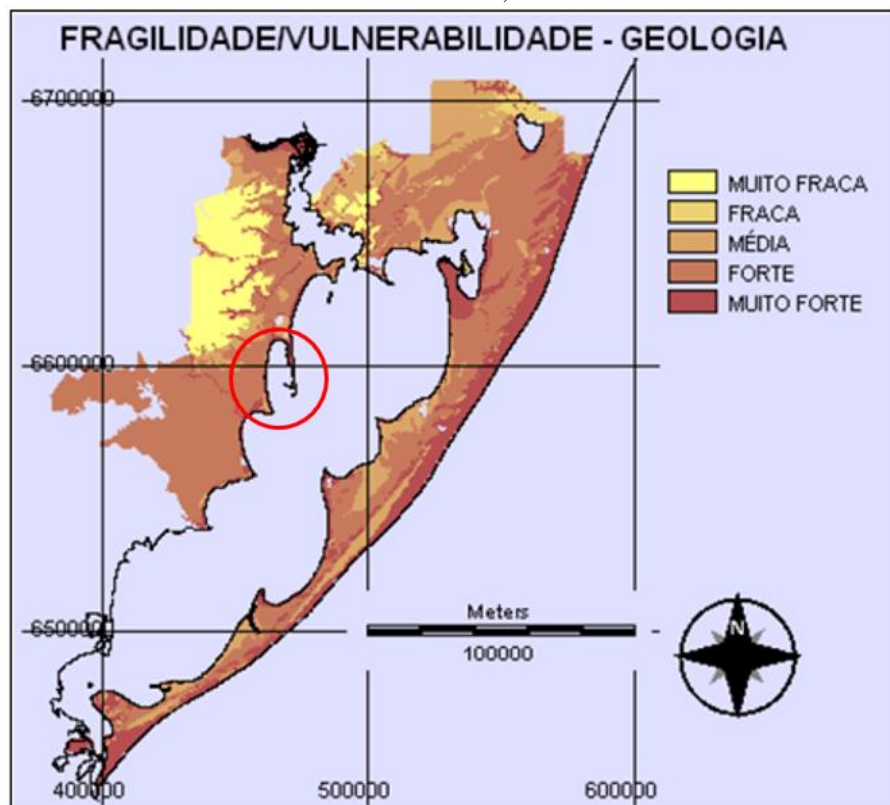 FRAGILIDADE/VULNERABILIDADE - GEOLOGIA
6700000
MUITO FRACA
FRACA
MÉDIA
FORTE
MUITO FORTE
6600000
Meters
6500000
100000
N
400000
500000
600000